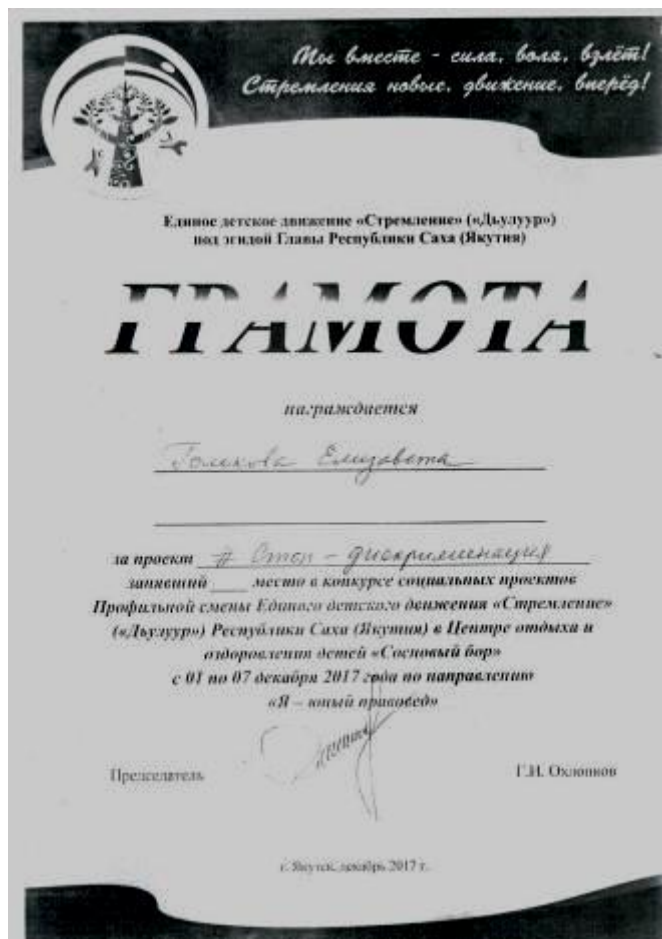 Мы вместе - сила, воля, взлёт!
Стремления новые, движение, вперёд!
Единое детское движение «Стремление» («Дьулуур»)
под эгидой Главы Республики Саха (Якутия)
ГРАМОТА
награждается
Елизавета
за проект # Стоп - дискриминация
занявший ____ место в конкурсе социальных проектов
Профильной смены Единого детского движения «Стремление»
(«Дьулуур») Республики Саха (Якутия) в Центре отдыха и
оздоровления детей «Сосновый бор»
с 01 по 07 декабря 2017 года по направлению
«Я – юный правовед»
Председатель
Г.И. Охлопков
г. Якутск, декабрь 2017 г.